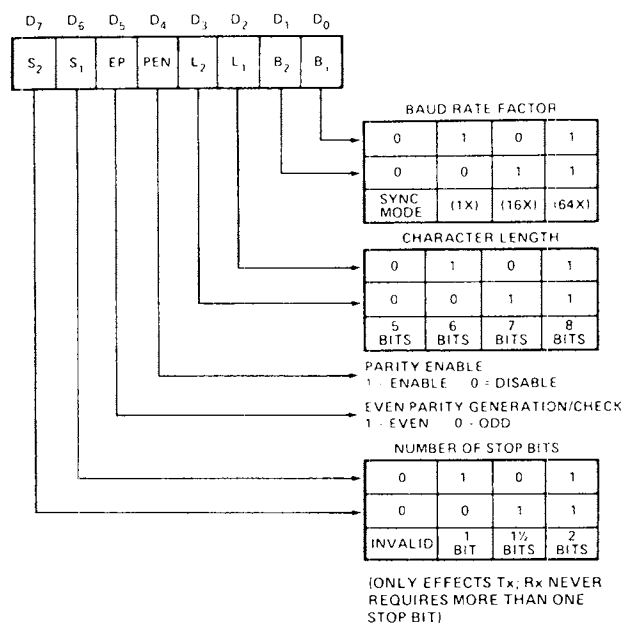 D7 D6 D5 D4 D3 D2 D1 D0
S2 S1 EP PEN L2 L1 B2 B1
BAUD RATE FACTOR
0 1 0 1
0 0 1 1
SYNC MODE (1X) (16X) (64X)
CHARACTER LENGTH
0 1 0 1
0 0 1 1
5 BITS 6 BITS 7 BITS 8 BITS
PARITY ENABLE
1 - ENABLE 0 = DISABLE
EVEN PARITY GENERATION/CHECK
1 - EVEN 0 - ODD
NUMBER OF STOP BITS
0 1 0 1
0 0 1 1
INVALID 1 BIT 1½ BITS 2 BITS
(ONLY EFFECTS Tx; Rx NEVER
REQUIRES MORE THAN ONE
STOP BIT)